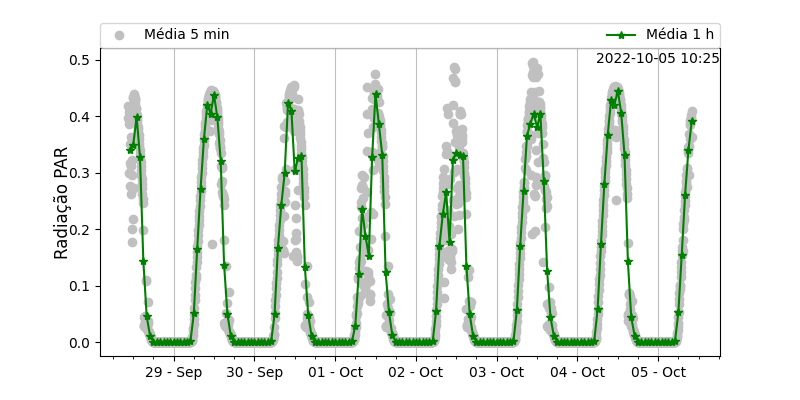 Média 5 min
Média 1 h
2022-10-05 10:25
0.5
0.4
0.3
0.2
0.1
0.0
Radiação PAR
29 - Sep
30 - Sep
01 - Oct
02 - Oct
03 - Oct
04 - Oct
05 - Oct